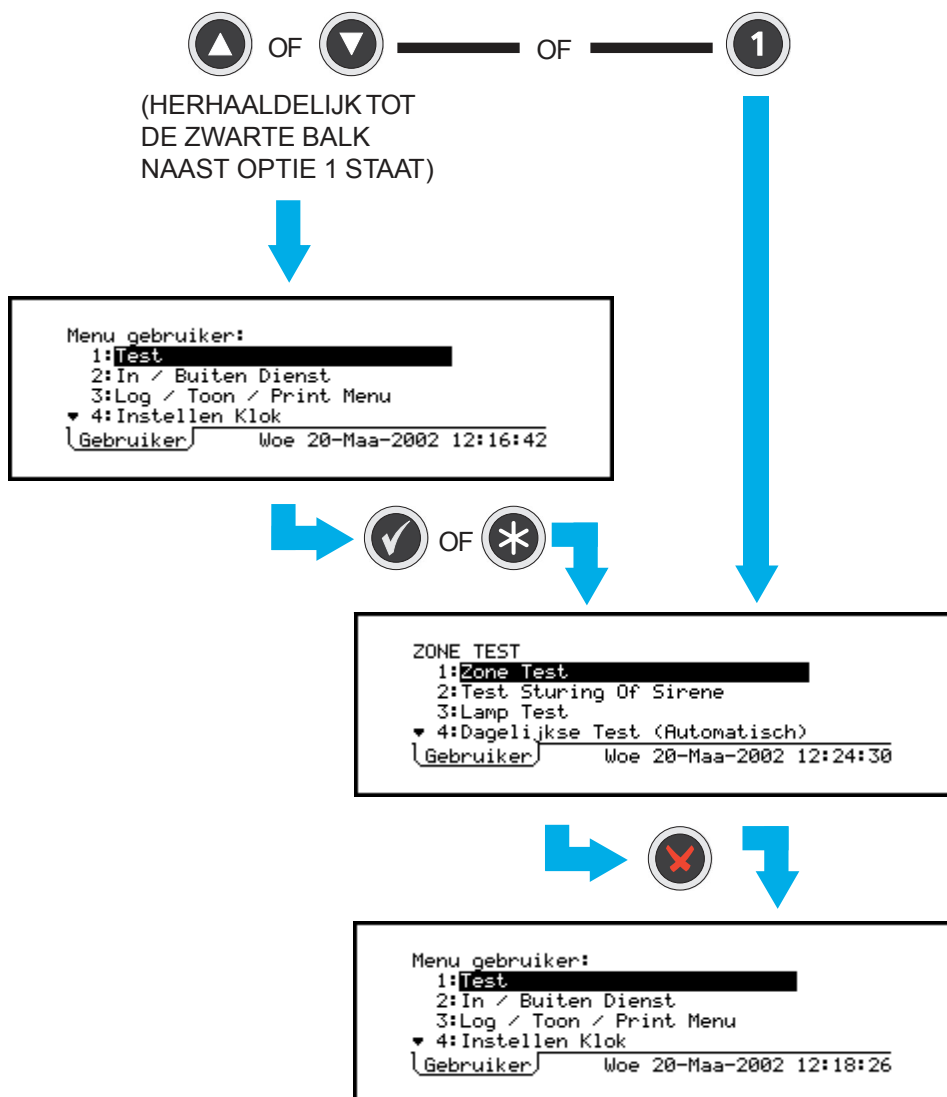 OF OF 1
(HERHAALDELIJK TOT
DE ZWARTE BALK
NAAST OPTIE 1 STAAT)
Menu gebruiker:
1:Test
2:In / Buiten Dienst
3:Log / Toon / Print Menu
▾ 4:Instellen Klok
Gebruiker Woe 20-Maa-2002 12:16:42
OF
ZONE TEST
1:Zone Test
2:Test Sturing Of Sirene
3:Lamp Test
▾ 4:Dagelijkse Test (Automatisch)
Gebruiker Woe 20-Maa-2002 12:24:30
Menu gebruiker:
1:Test
2:In / Buiten Dienst
3:Log / Toon / Print Menu
▾ 4:Instellen Klok
Gebruiker Woe 20-Maa-2002 12:18:26